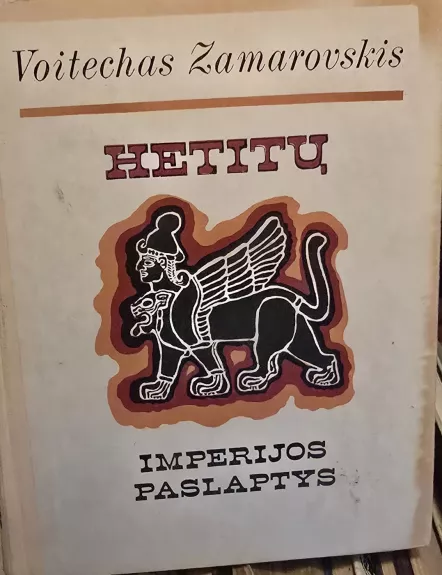 Voitechas Zamarovskis
HETITŲ
IMPERIJOS
PASLAPTYS